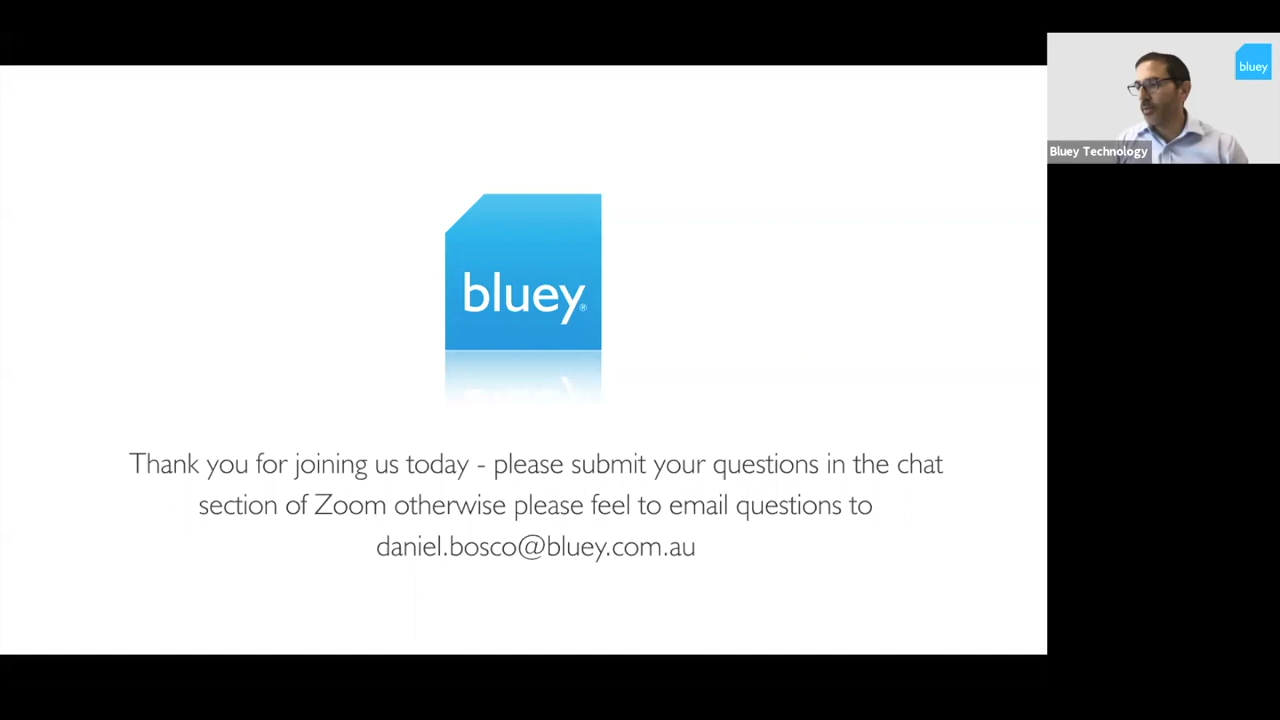 bluey
Bluey Technology
bluey®
Thank you for joining us today - please submit your questions in the chat
section of Zoom otherwise please feel to email questions to
daniel.bosco@bluey.com.au